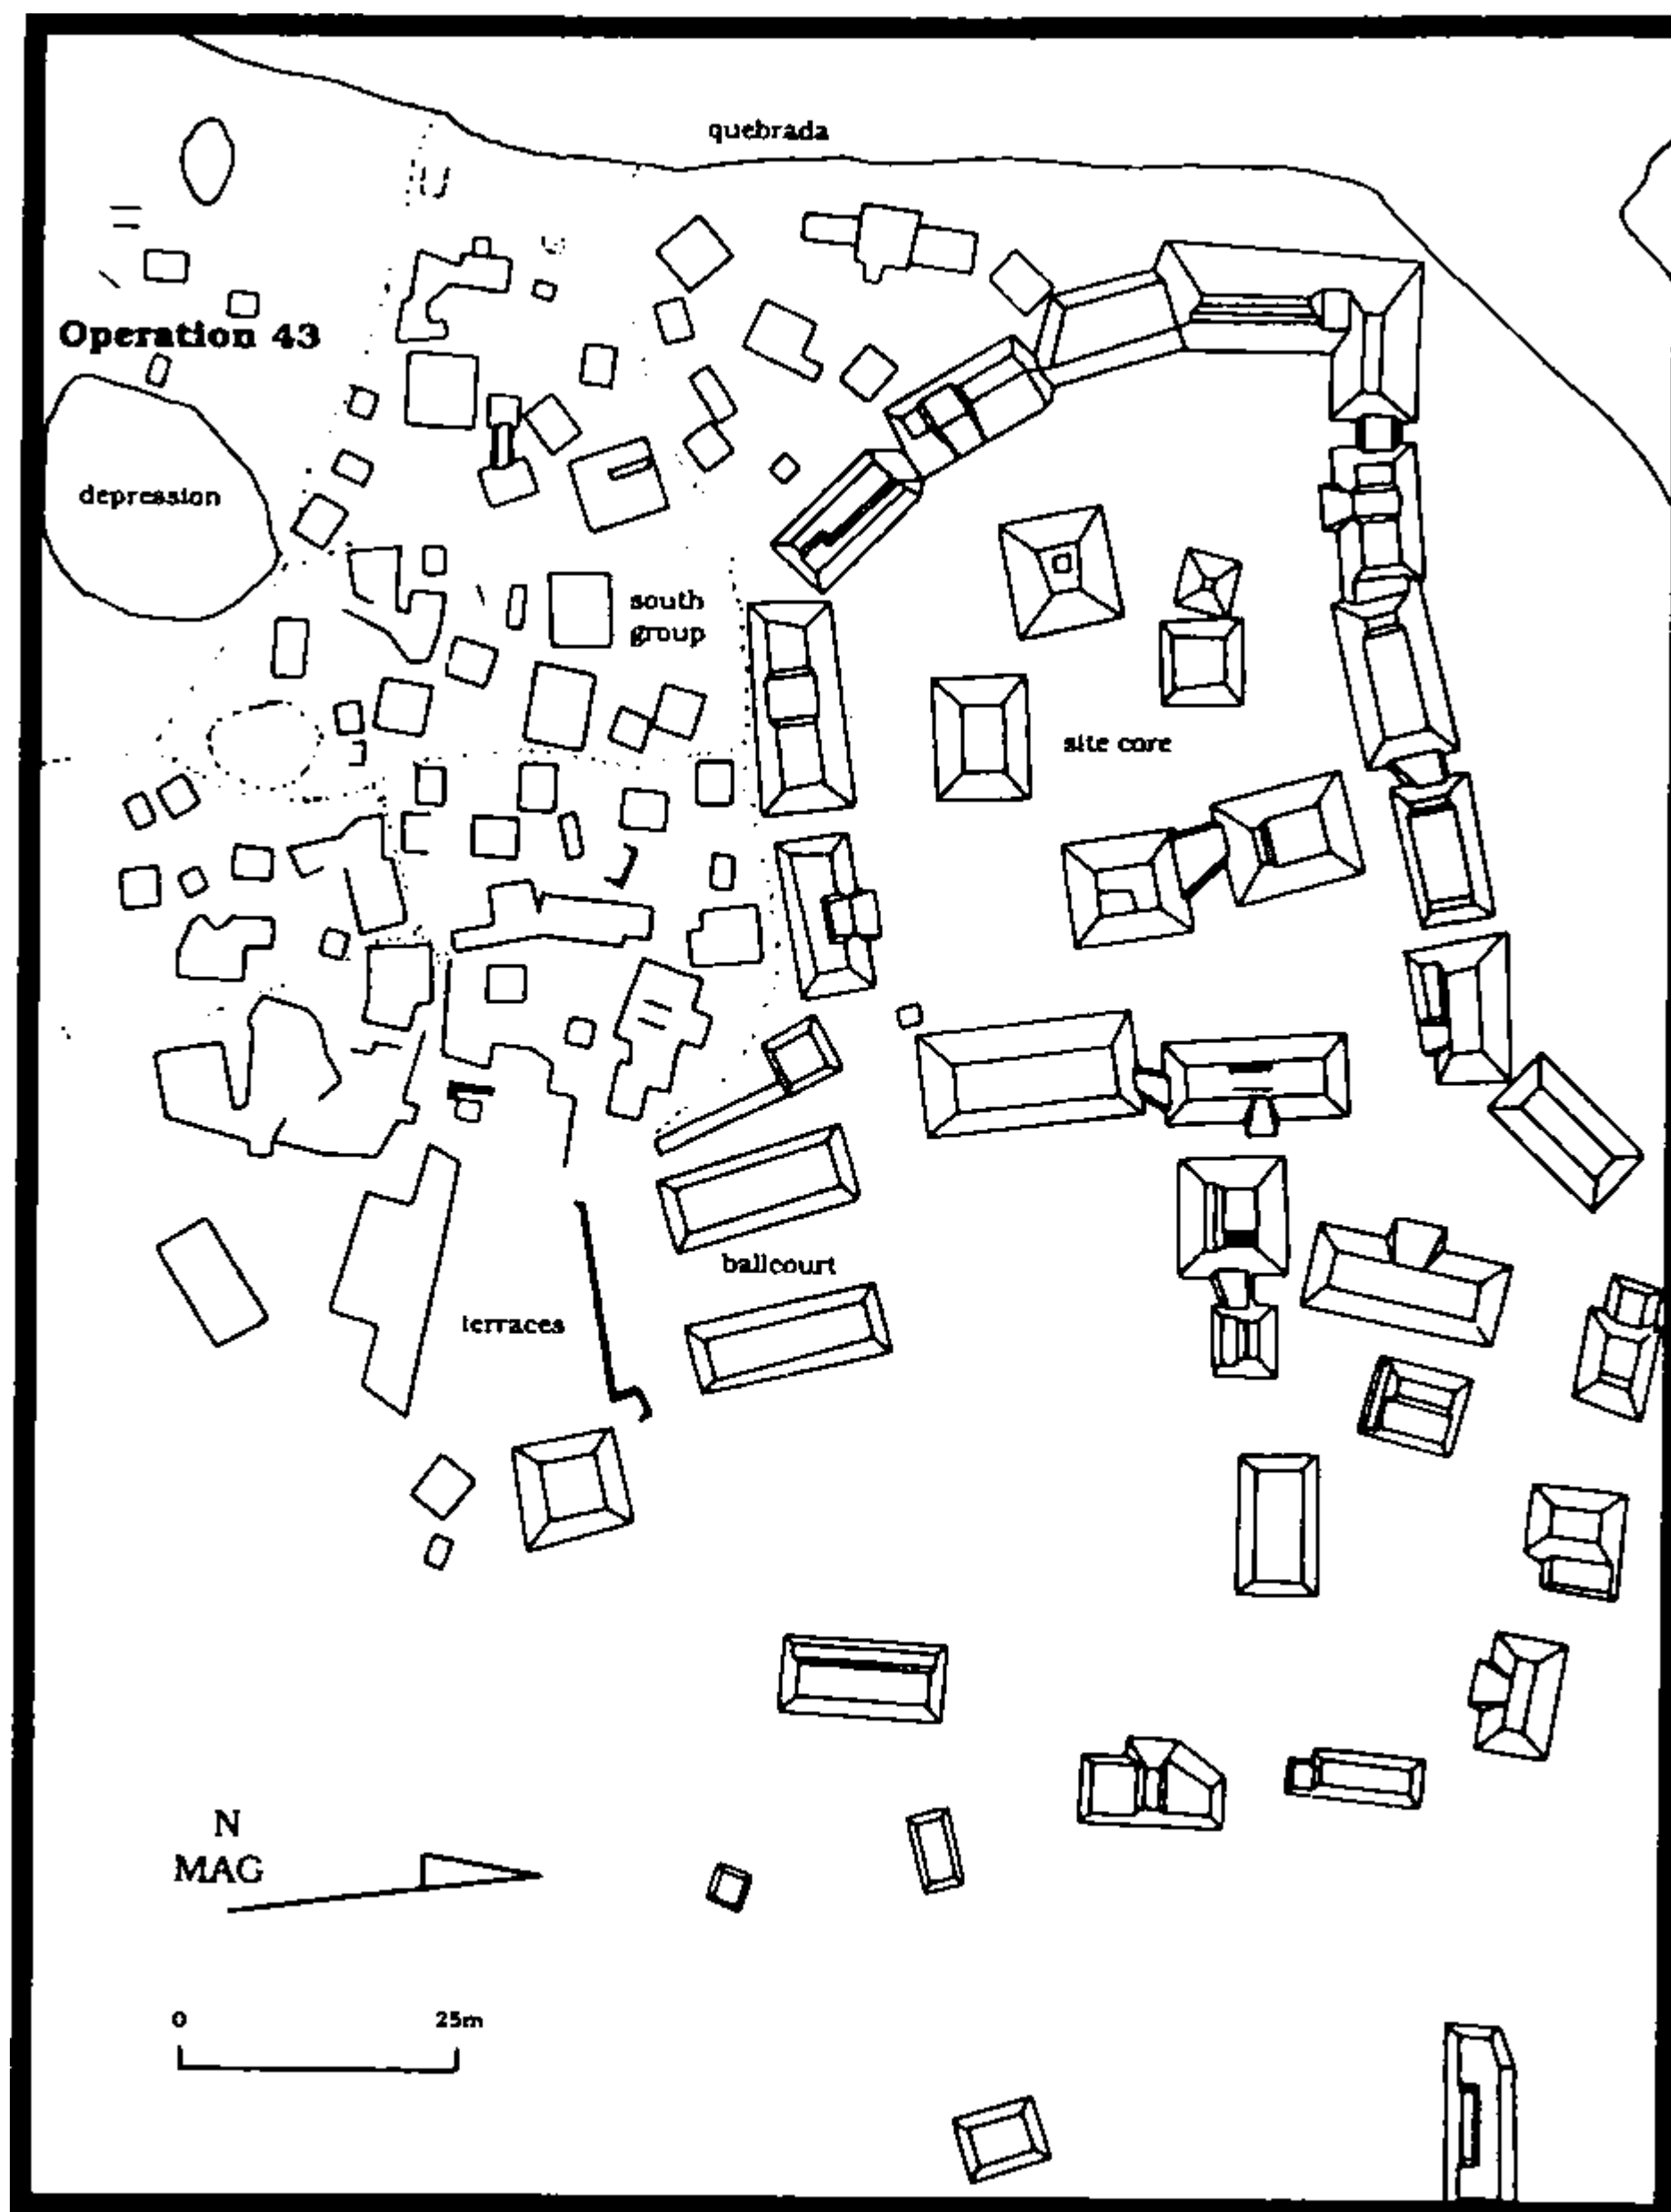 quebrada
Operation 43
depression
south
group
site core
ballcourt
terraces
N
MAG
0 25m